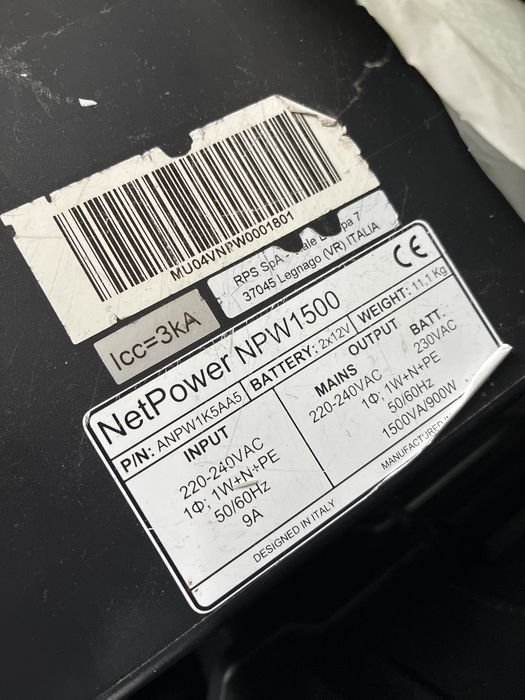 MU04VNPW0001801
RPS SpA - 7
37045 Legnago (VR) ITALIA
Icc=3kA
CE
NetPower NPW1500
P/N: ANPW1K5AA5 BATTERY: 2x12V WEIGHT: 11,1 Kg
INPUT
220-240VAC
1Φ: 1W+N+PE
50/60Hz
9A
OUTPUT
MAINS
220-240VAC
BATT.
230VAC
1Φ: 1W+N+PE
50/60Hz
1500VA/900W
DESIGNED IN ITALY
MANUFACTURED